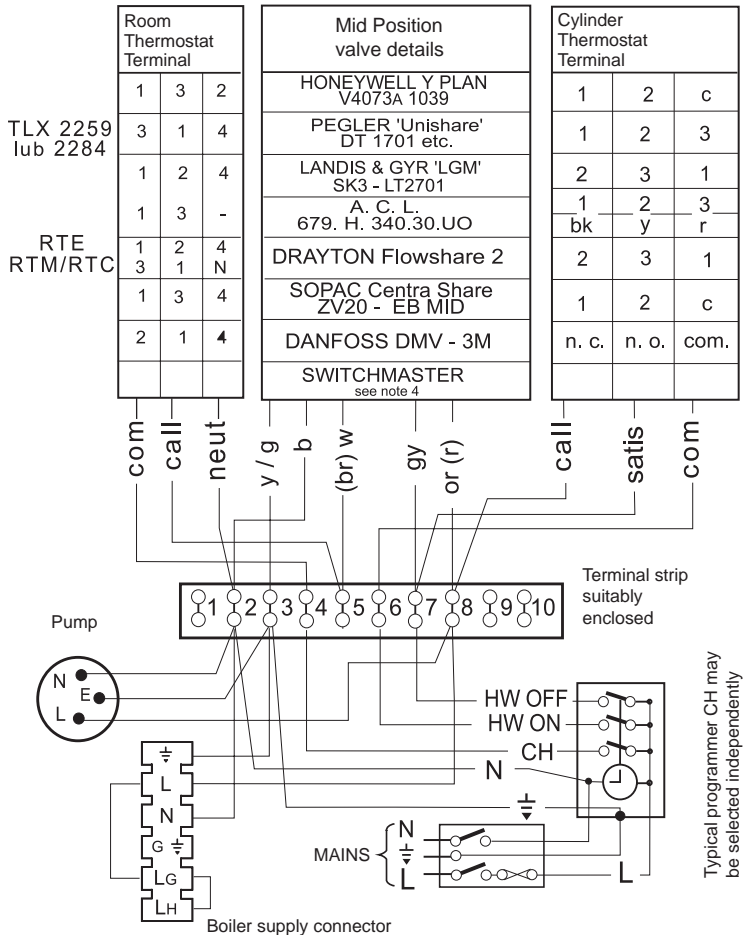 Room
Thermostat
Terminal
1 3 2
TLX 2259
lub 2284
3 1 4
1 2 4
1 3 -
RTE
RTM/RTC
1 2 4
3 1 N
1 3 4
2 1 4
Mid Position
valve details
HONEYWELL Y PLAN
V4073A 1039
PEGLER 'Unishare'
DT 1701 etc.
LANDIS & GYR 'LGM'
SK3 - LT2701
A. C. L.
679. H. 340.30.UO
DRAYTON Flowshare 2
SOPAC Centra Share
ZV20 - EB MID
DANFOSS DMV - 3M
SWITCHMASTER
see note 4
Cylinder
Thermostat
Terminal
1 2 c
1 2 3
2 3 1
1 2 3
bk y r
2 3 1
1 2 c
n. c. n. o. com.
com
call
neut
y / g
b
(br) w
gy
or (r)
call
satis
com
1 2 3 4 5 6 7 8 9 10
Terminal strip
suitably
enclosed
Pump
N
E
L
L
N
G
LG
LH
Boiler supply connector
HW OFF
HW ON
CH
N
MAINS
N
L
L
Typical programmer CH may
be selected independently